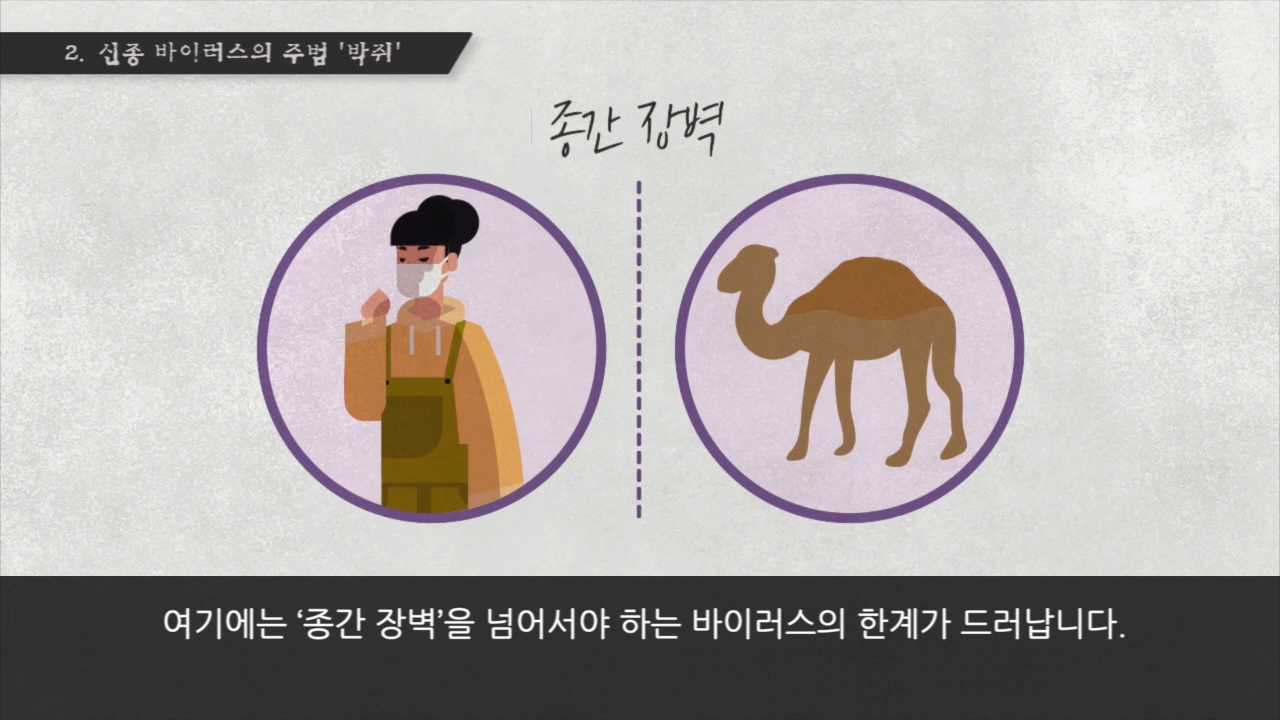 2. 신종 바이러스의 주범 '박쥐'
종간 장벽
여기에는 ‘종간 장벽’을 넘어서야 하는 바이러스의 한계가 드러납니다.